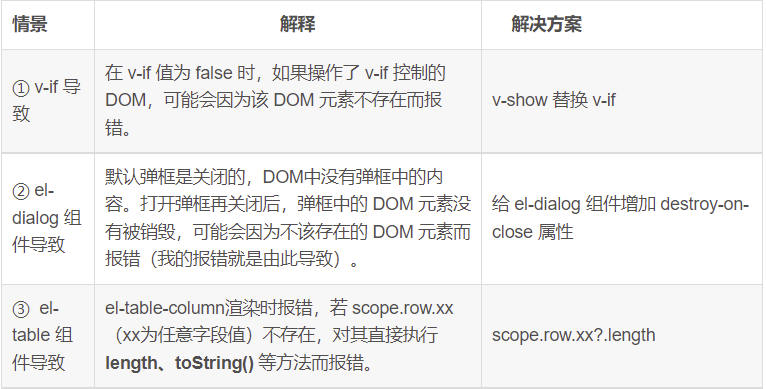 情景 解释 解决方案
① v-if 导
致
在 v-if 值为 false 时，如果操作了 v-if 控制的
DOM，可能会因为该 DOM 元素不存在而报
错。
v-show 替换 v-if
② el-
dialog 组
件导致
默认弹框是关闭的，DOM中没有弹框中的内
容。打开弹框再关闭后，弹框中的 DOM 元素没
有被销毁，可能会因为不该存在的 DOM 元素而
报错（我的报错就是由此导致）。
给 el-dialog 组件增加 destroy-on-
close 属性
③ el-
table 组
件导致
el-table-column渲染时报错，若 scope.row.xx
（xx为任意字段值）不存在，对其直接执行
length、toString() 等方法而报错。
scope.row.xx?.length